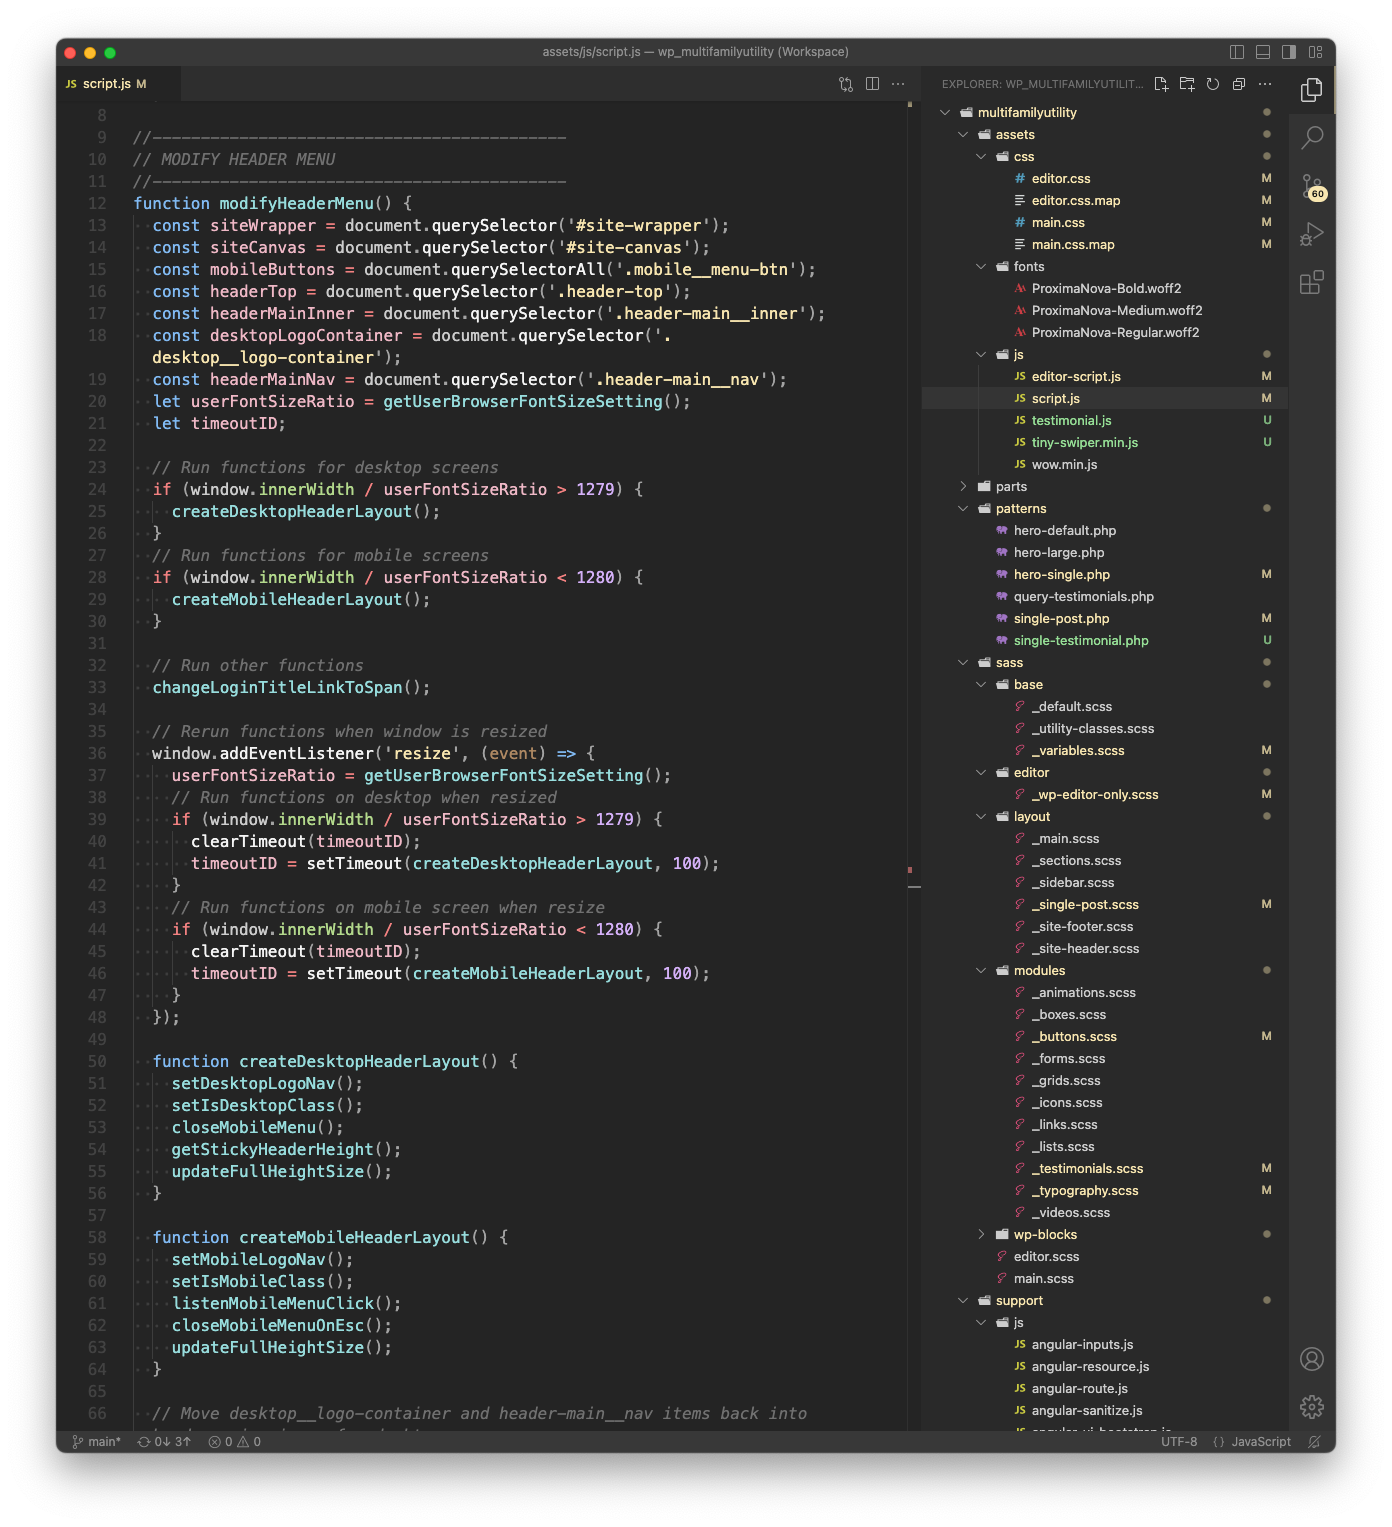 assets/js/script.js — wp_multifamilyutility (Workspace)
JS script.js M
8
9 //-------------------------------------------
10 // MODIFY HEADER MENU
11 //-------------------------------------------
12 function modifyHeaderMenu() {
13 const siteWrapper = document.querySelector('#site-wrapper');
14 const siteCanvas = document.querySelector('#site-canvas');
15 const mobileButtons = document.querySelectorAll('.mobile__menu-btn');
16 const headerTop = document.querySelector('.header-top');
17 const headerMainInner = document.querySelector('.header-main__inner');
18 const desktopLogoContainer = document.querySelector('.
desktop__logo-container');
19 const headerMainNav = document.querySelector('.header-main__nav');
20 let userFontSizeRatio = getUserBrowserFontSizeSetting();
21 let timeoutID;
22
23 // Run functions for desktop screens
24 if (window.innerWidth / userFontSizeRatio > 1279) {
25 createDesktopHeaderLayout();
26 }
27 // Run functions for mobile screens
28 if (window.innerWidth / userFontSizeRatio < 1280) {
29 createMobileHeaderLayout();
30 }
31
32 // Run other functions
33 changeLoginTitleLinkToSpan();
34
35 // Rerun functions when window is resized
36 window.addEventListener('resize', (event) => {
37 userFontSizeRatio = getUserBrowserFontSizeSetting();
38 // Run functions on desktop when resized
39 if (window.innerWidth / userFontSizeRatio > 1279) {
40 clearTimeout(timeoutID);
41 timeoutID = setTimeout(createDesktopHeaderLayout, 100);
42 }
43 // Run functions on mobile screen when resize
44 if (window.innerWidth / userFontSizeRatio < 1280) {
45 clearTimeout(timeoutID);
46 timeoutID = setTimeout(createMobileHeaderLayout, 100);
47 }
48 });
49
50 function createDesktopHeaderLayout() {
51 setDesktopLogoNav();
52 setIsDesktopClass();
53 closeMobileMenu();
54 getStickyHeaderHeight();
55 updateFullHeightSize();
56 }
57
58 function createMobileHeaderLayout() {
59 setMobileLogoNav();
60 setIsMobileClass();
61 listenMobileMenuClick();
62 closeMobileMenuOnEsc();
63 updateFullHeightSize();
64 }
65
66 // Move desktop__logo-container and header-main__nav items back into
EXPLORER: WP_MULTIFAMILYUTILIT...
multifamilyutility
assets
css
# editor.css M
editor.css.map M
# main.css M
main.css.map M
fonts
ProximaNova-Bold.woff2
ProximaNova-Medium.woff2
ProximaNova-Regular.woff2
js
JS editor-script.js M
JS script.js M
JS testimonial.js U
JS tiny-swiper.min.js U
JS wow.min.js
parts
patterns
hero-default.php
hero-large.php
hero-single.php M
query-testimonials.php
single-post.php M
single-testimonial.php U
sass
base
_default.scss
_utility-classes.scss
_variables.scss M
editor
_wp-editor-only.scss M
layout
_main.scss
_sections.scss
_sidebar.scss
_single-post.scss M
_site-footer.scss
_site-header.scss
modules
_animations.scss
_boxes.scss
_buttons.scss M
_forms.scss
_grids.scss
_icons.scss
_links.scss
_lists.scss
_testimonials.scss M
_typography.scss M
_videos.scss
wp-blocks
editor.scss
main.scss
support
js
JS angular-inputs.js
JS angular-resource.js
JS angular-route.js
JS angular-sanitize.js
60
main* 0↓ 3↑ 0 0
UTF-8 {} JavaScript